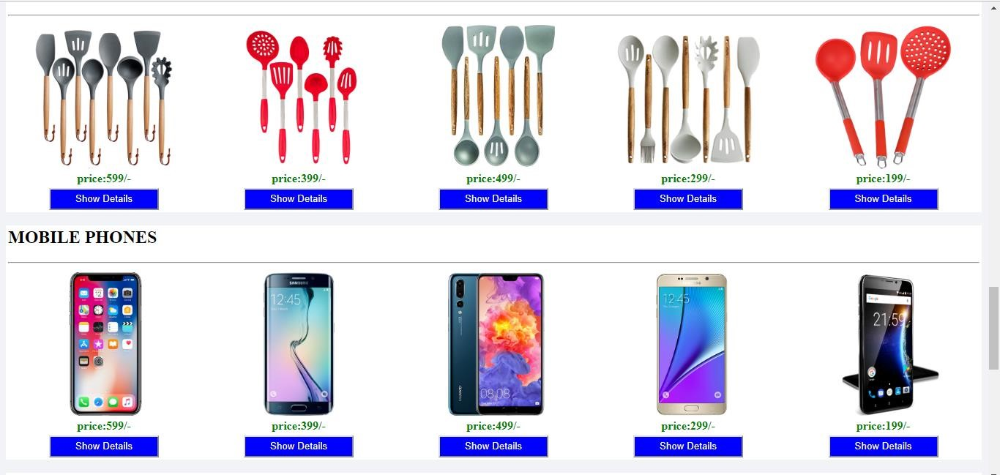 price:599/-
price:399/-
price:499/-
price:299/-
price:199/-
Show Details
Show Details
Show Details
Show Details
Show Details
MOBILE PHONES
SAMSUNG
12:45
12:45
21:59
Google
HUAWEI
08:08
price:599/-
price:399/-
price:499/-
price:299/-
price:199/-
Show Details
Show Details
Show Details
Show Details
Show Details